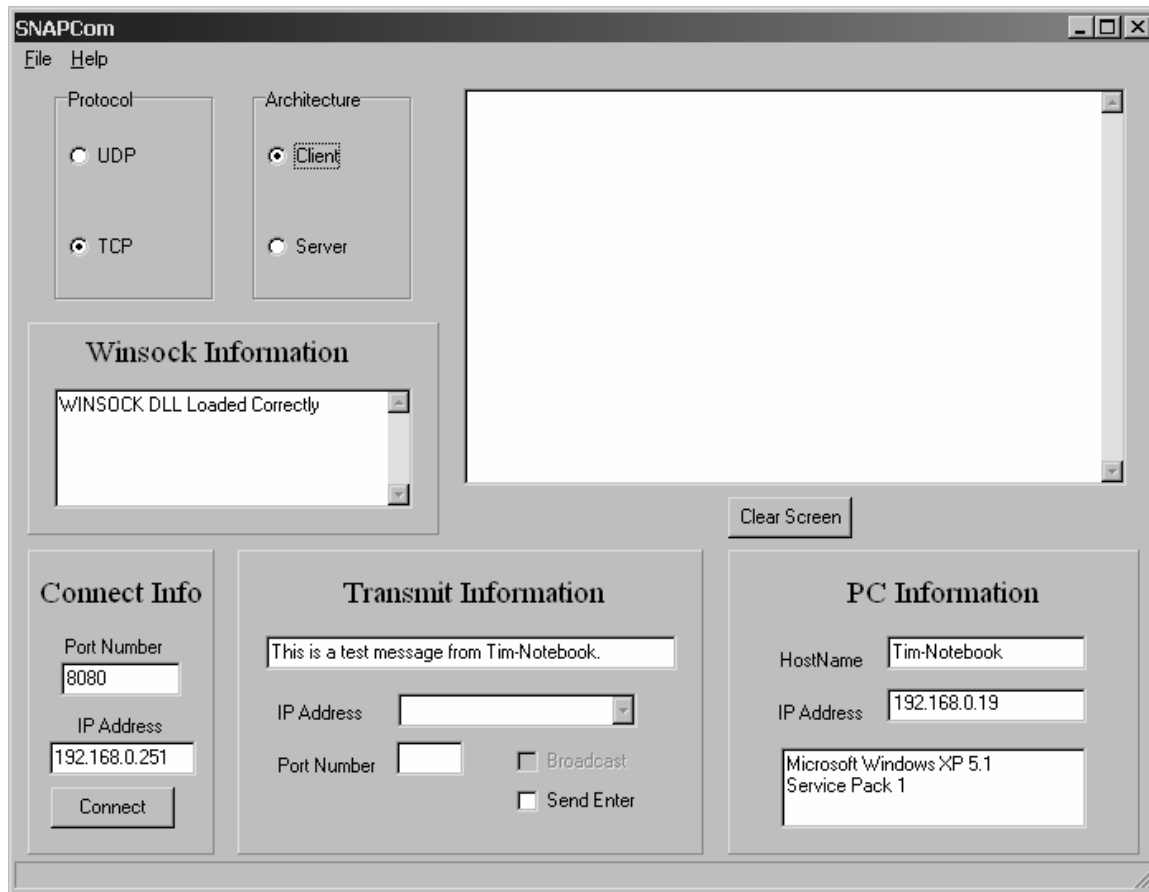 SNAPCom
File Help
Protocol
UDP
TCP
Architecture
Client
Server
Winsock Information
WINSOCK DLL Loaded Correctly
Clear Screen
Connect Info
Port Number
8080
IP Address
192.168.0.251
Connect
Transmit Information
This is a test message from Tim-Notebook.
IP Address
Port Number
Broadcast
Send Enter
PC Information
HostName Tim-Notebook
IP Address 192.168.0.19
Microsoft Windows XP 5.1
Service Pack 1